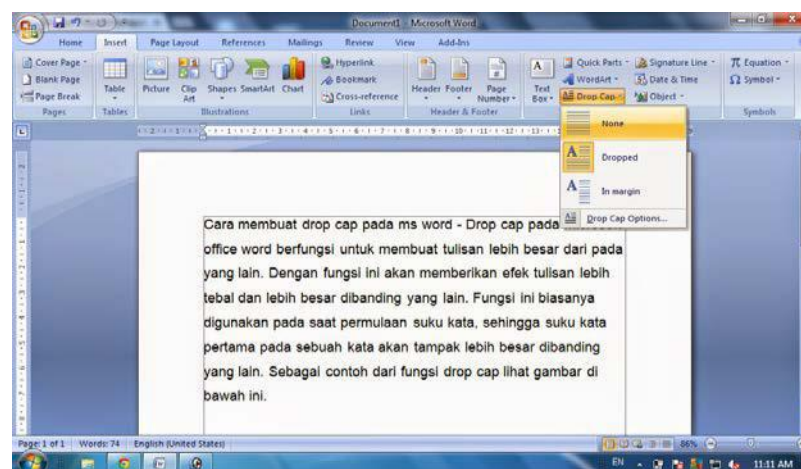 Document1 - Microsoft Word
Home Insert Page Layout References Mailings Review View Add-Ins
Cover Page
Blank Page
Page Break
Pages
Table
Tables
Picture Clip Art Shapes SmartArt Chart
Illustrations
Hyperlink
Bookmark
Cross-reference
Links
Header Footer Page Number
Header & Footer
Text Box
Quick Parts
WordArt
Drop Cap
Signature Line
Date & Time
Object
Equation
Symbol
Symbols
None
Dropped
In margin
Drop Cap Options...
Cara membuat drop cap pada ms word - Drop cap pada
office word berfungsi untuk membuat tulisan lebih besar dari pada
yang lain. Dengan fungsi ini akan memberikan efek tulisan lebih
tebal dan lebih besar dibanding yang lain. Fungsi ini biasanya
digunakan pada saat permulaan suku kata, sehingga suku kata
pertama pada sebuah kata akan tampak lebih besar dibanding
yang lain. Sebagai contoh dari fungsi drop cap lihat gambar di
bawah ini.
Page: 1 of 1 Words: 74 English (United States) 86%
EN 11:11 AM